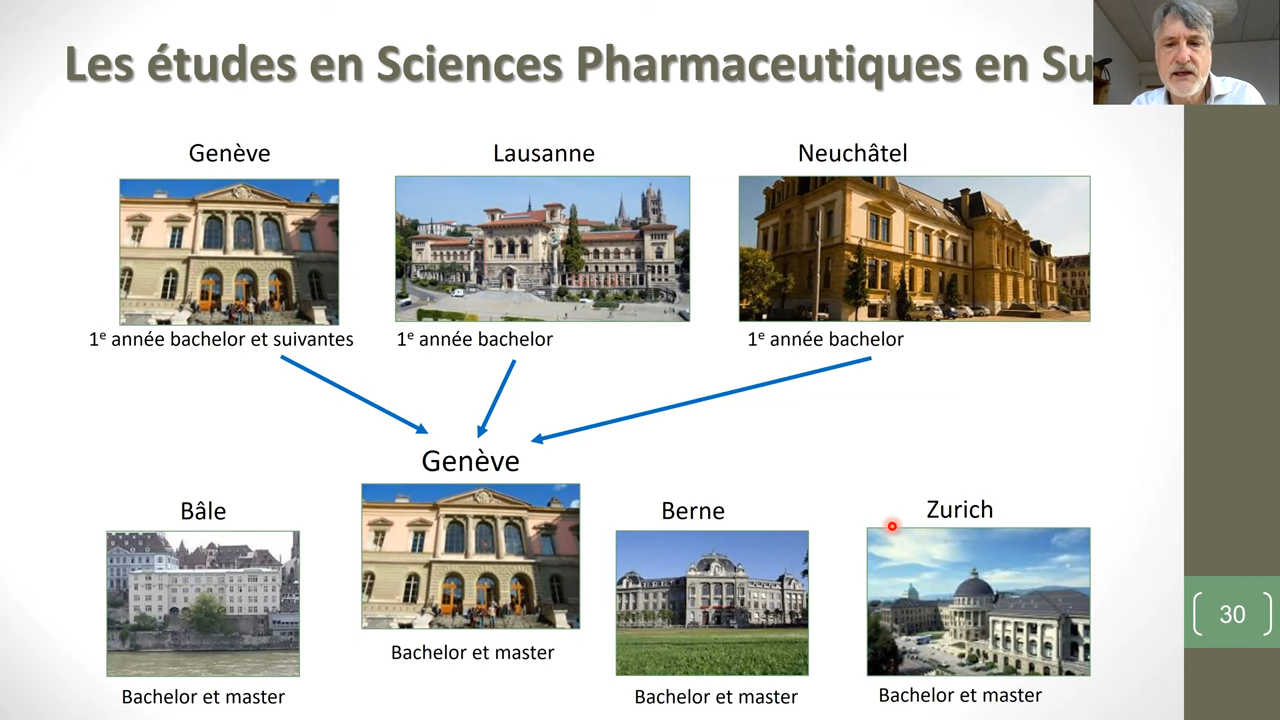 Les études en Sciences Pharmaceutiques en Su
Genève
Lausanne
Neuchâtel
1e année bachelor et suivantes
1e année bachelor
1e année bachelor
Genève
Bâle
Berne
Zurich
Bachelor et master
Bachelor et master
Bachelor et master
Bachelor et master
30